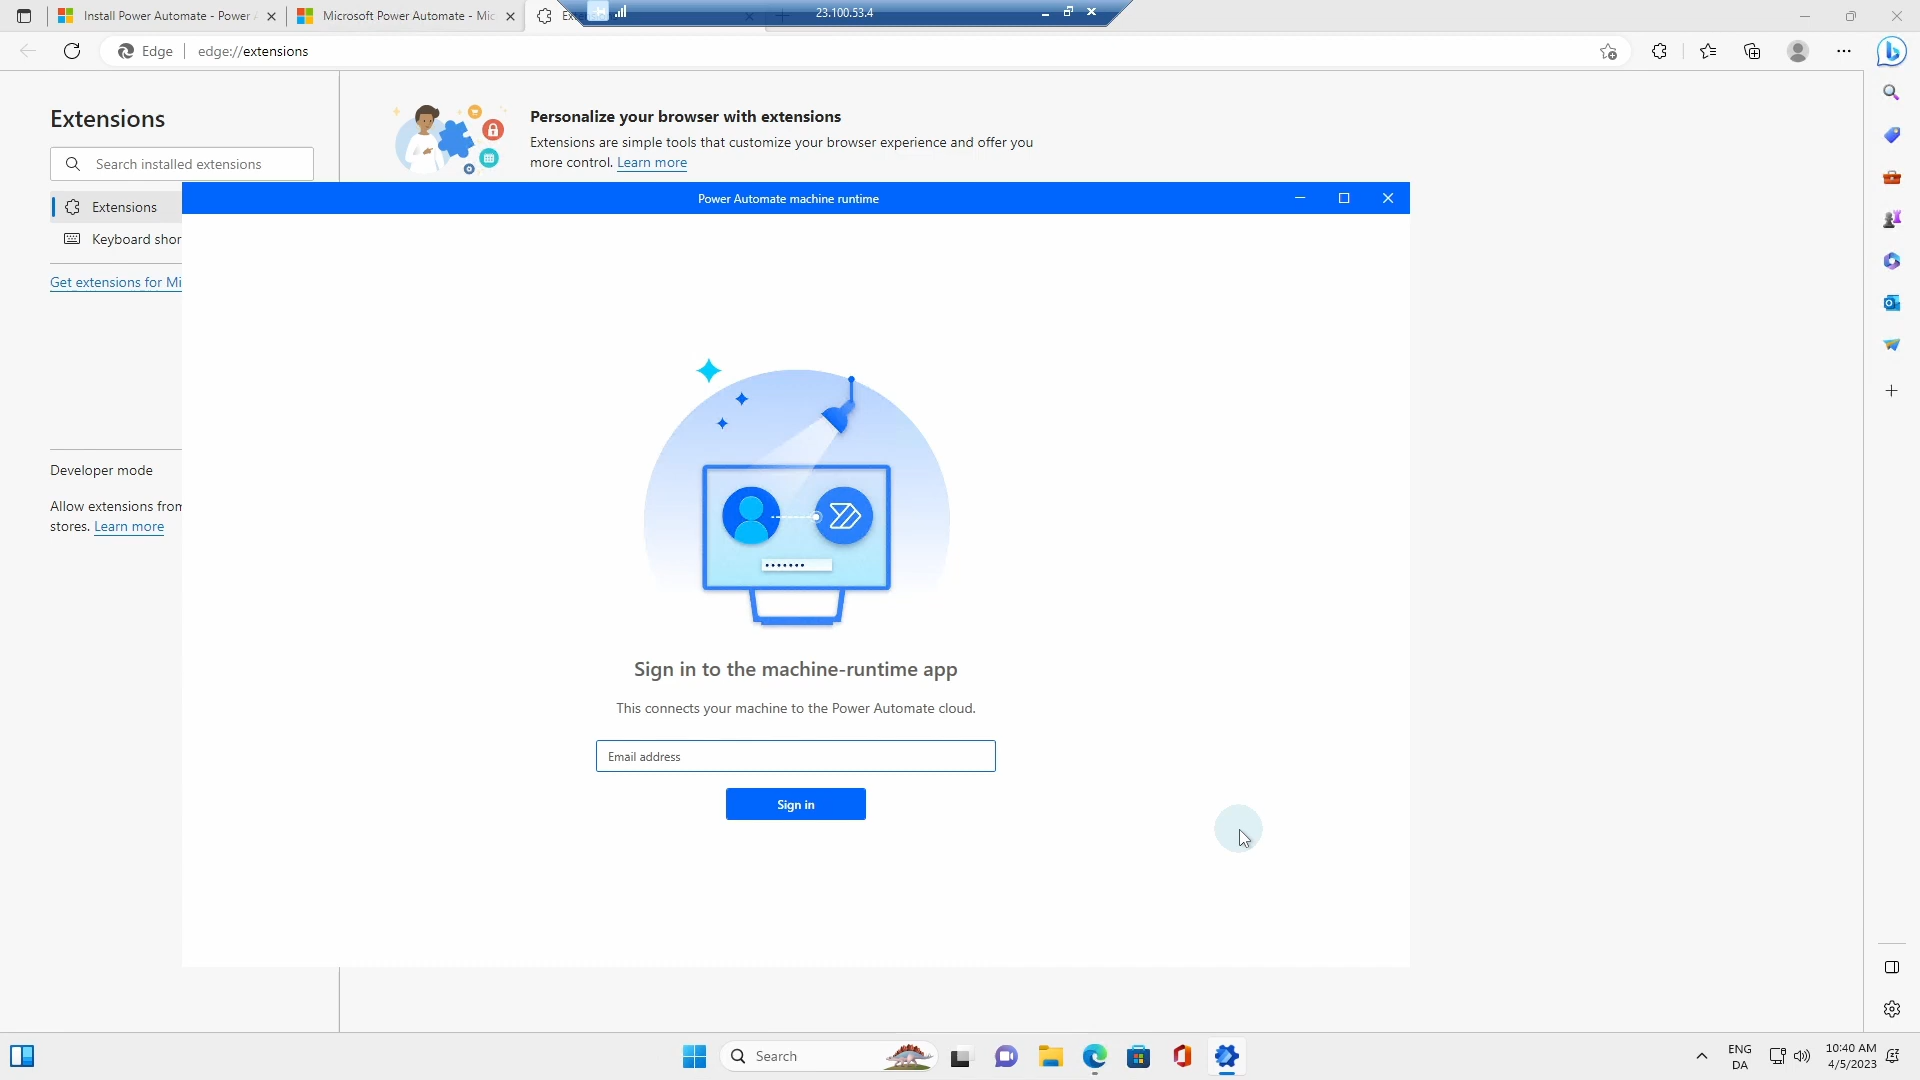 Install Power Automate - Power
Microsoft Power Automate - Mic
23.100.53.4
Edge
edge://extensions
Extensions
Search installed extensions
Extensions
Keyboard shor
Get extensions for Mi
Developer mode
Allow extensions from
stores. Learn more
Personalize your browser with extensions
Extensions are simple tools that customize your browser experience and offer you
more control. Learn more
Power Automate machine runtime
Sign in to the machine-runtime app
This connects your machine to the Power Automate cloud.
Email address
Sign in
Search
ENG
DA
10:40 AM
4/5/2023